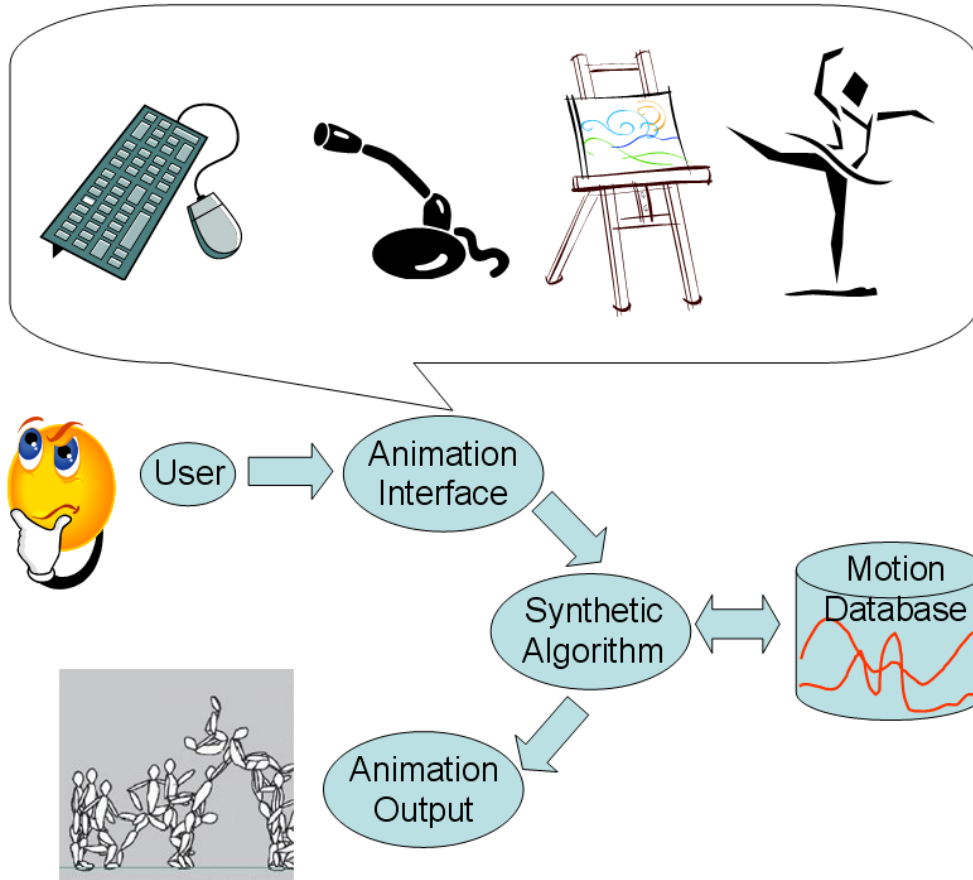 User
Animation
Interface
Synthetic
Algorithm
Motion
Database
Animation
Output